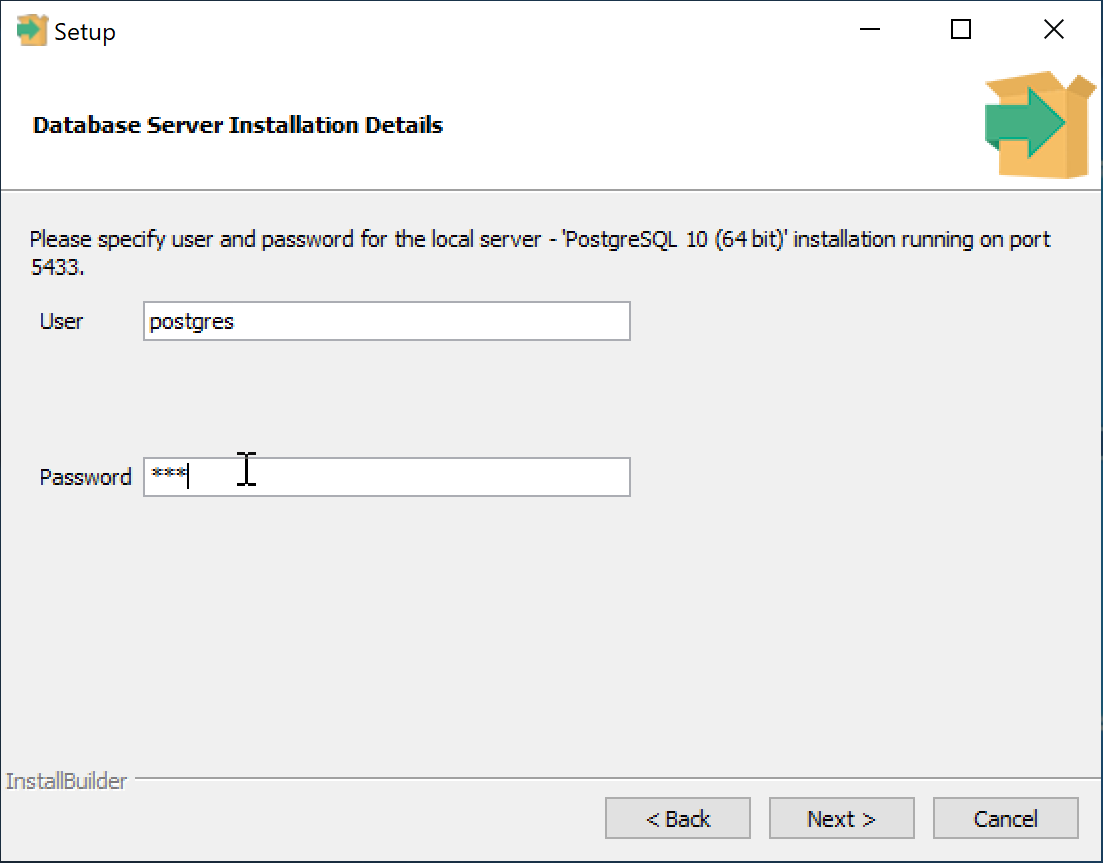 Setup
Database Server Installation Details
Please specify user and password for the local server - 'PostgreSQL 10 (64 bit)' installation running on port
5433.
User postgres
Password ***
InstallBuilder
< Back Next > Cancel